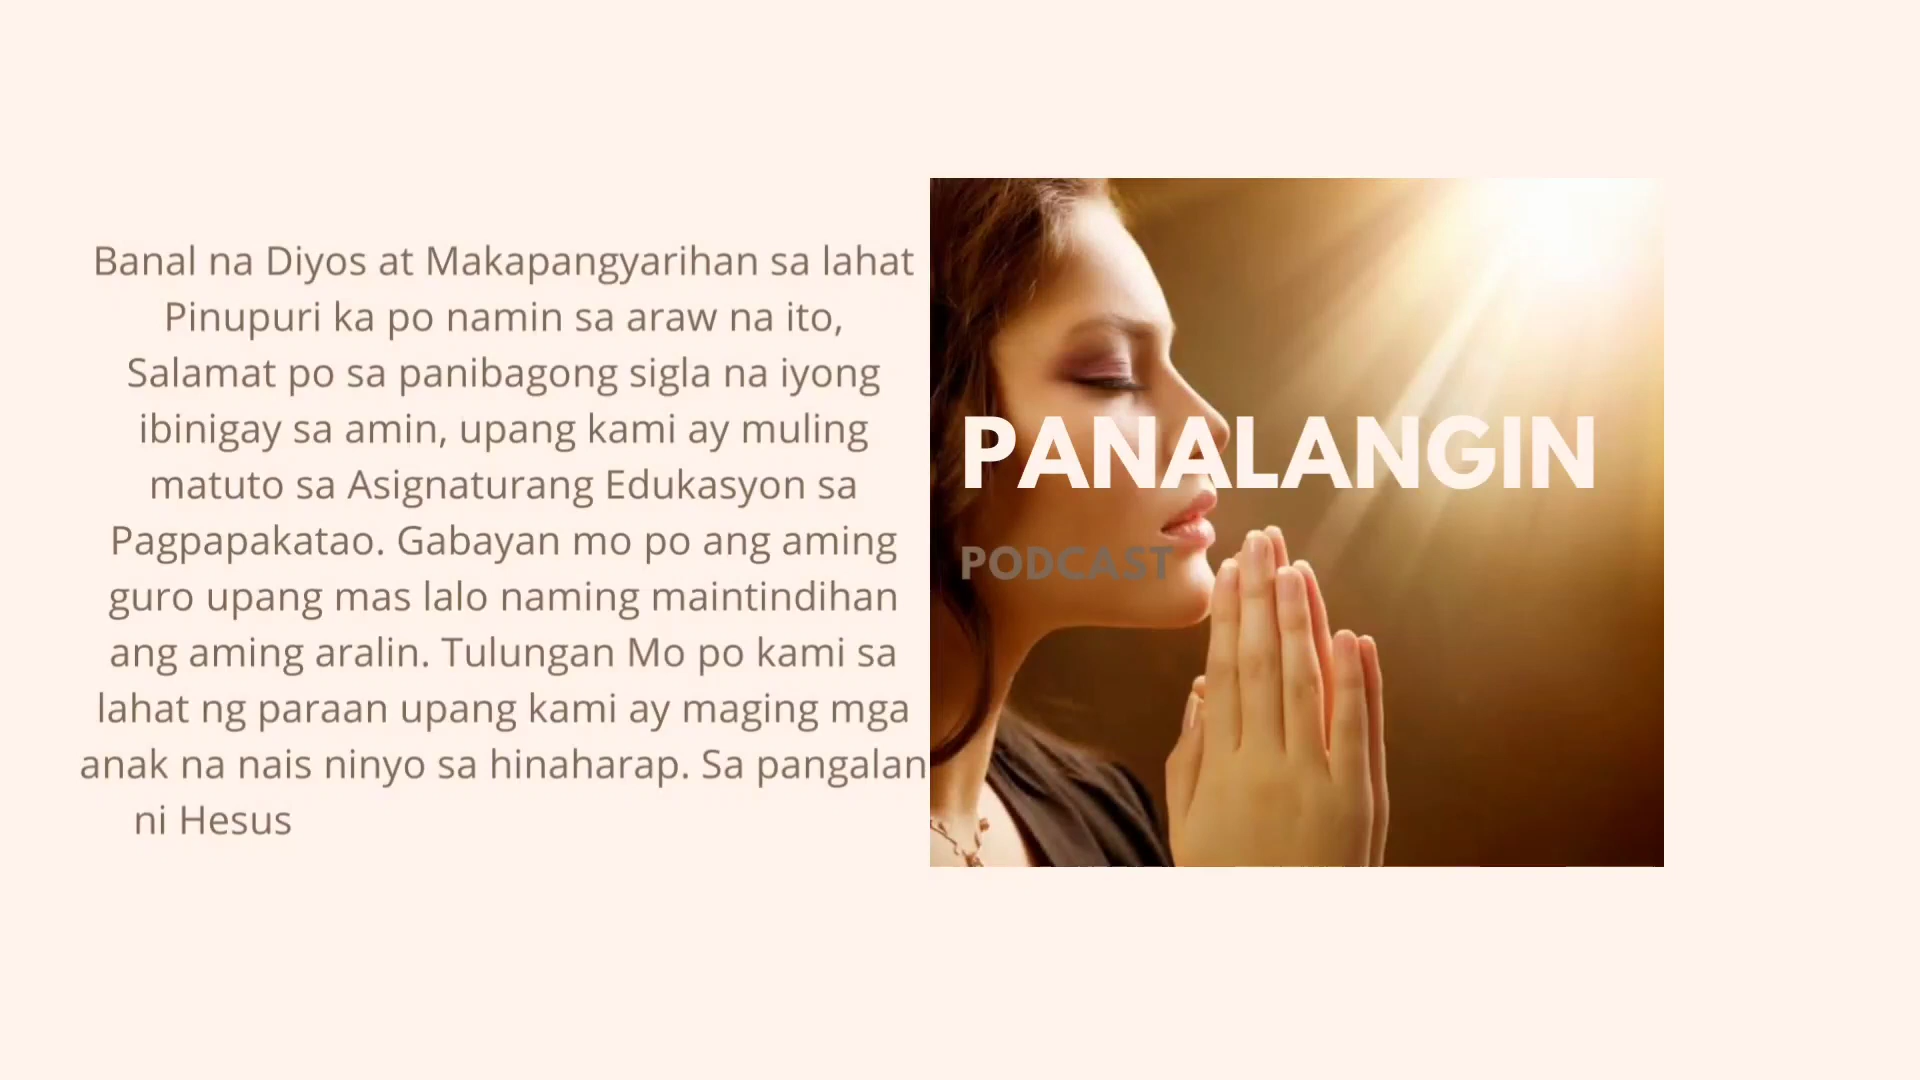 Banal na Diyos at Makapangyarihan sa lahat
Pinupuri ka po namin sa araw na ito,
Salamat po sa panibagong sigla na iyong
ibinigay sa amin, upang kami ay muling
matuto sa Asignaturang Edukasyon sa
Pagpapakatao. Gabayan mo po ang aming
guro upang mas lalo naming maintindihan
ang aming aralin. Tulungan Mo po kami sa
lahat ng paraan upang kami ay maging mga
anak na nais ninyo sa hinaharap. Sa pangalan
ni Hesus
PANALANGIN
PODCAST